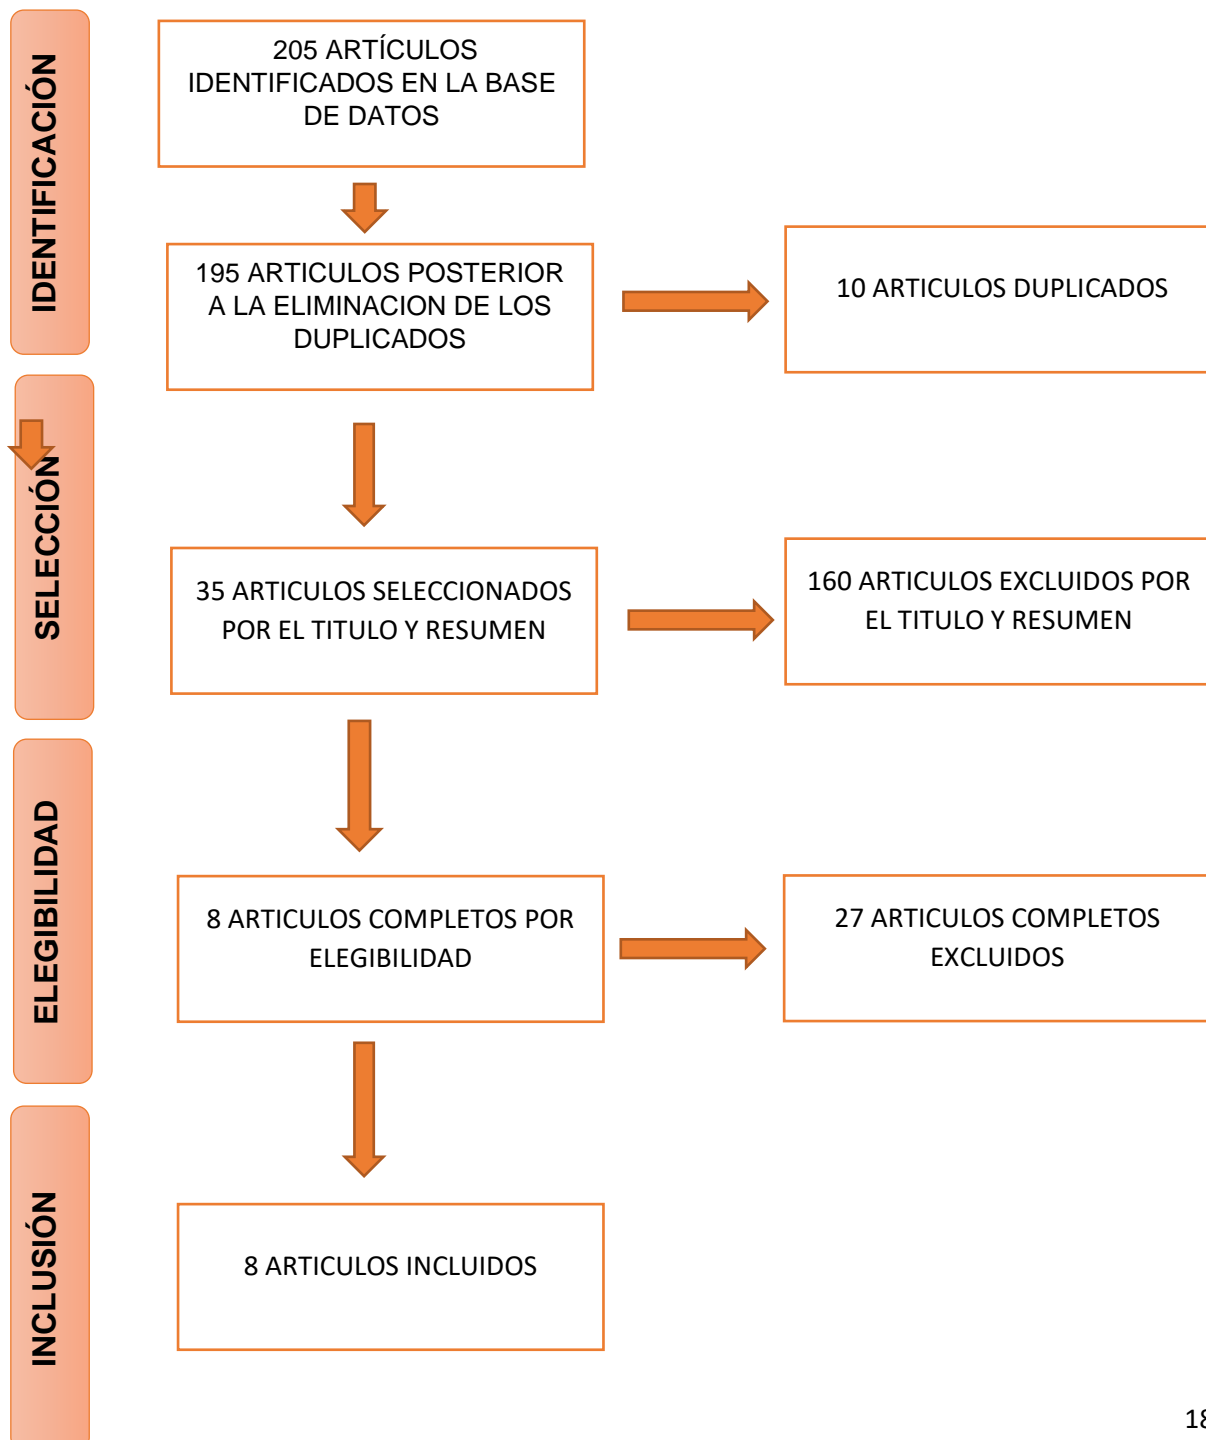 IDENTIFICACIÓN
205 ARTÍCULOS
IDENTIFICADOS EN LA BASE
DE DATOS
195 ARTICULOS POSTERIOR
A LA ELIMINACION DE LOS
DUPLICADOS
10 ARTICULOS DUPLICADOS
SELECCIÓN
35 ARTICULOS SELECCIONADOS
POR EL TITULO Y RESUMEN
160 ARTICULOS EXCLUIDOS POR
EL TITULO Y RESUMEN
ELEGIBILIDAD
8 ARTICULOS COMPLETOS POR
ELEGIBILIDAD
27 ARTICULOS COMPLETOS
EXCLUIDOS
INCLUSIÓN
8 ARTICULOS INCLUIDOS
18